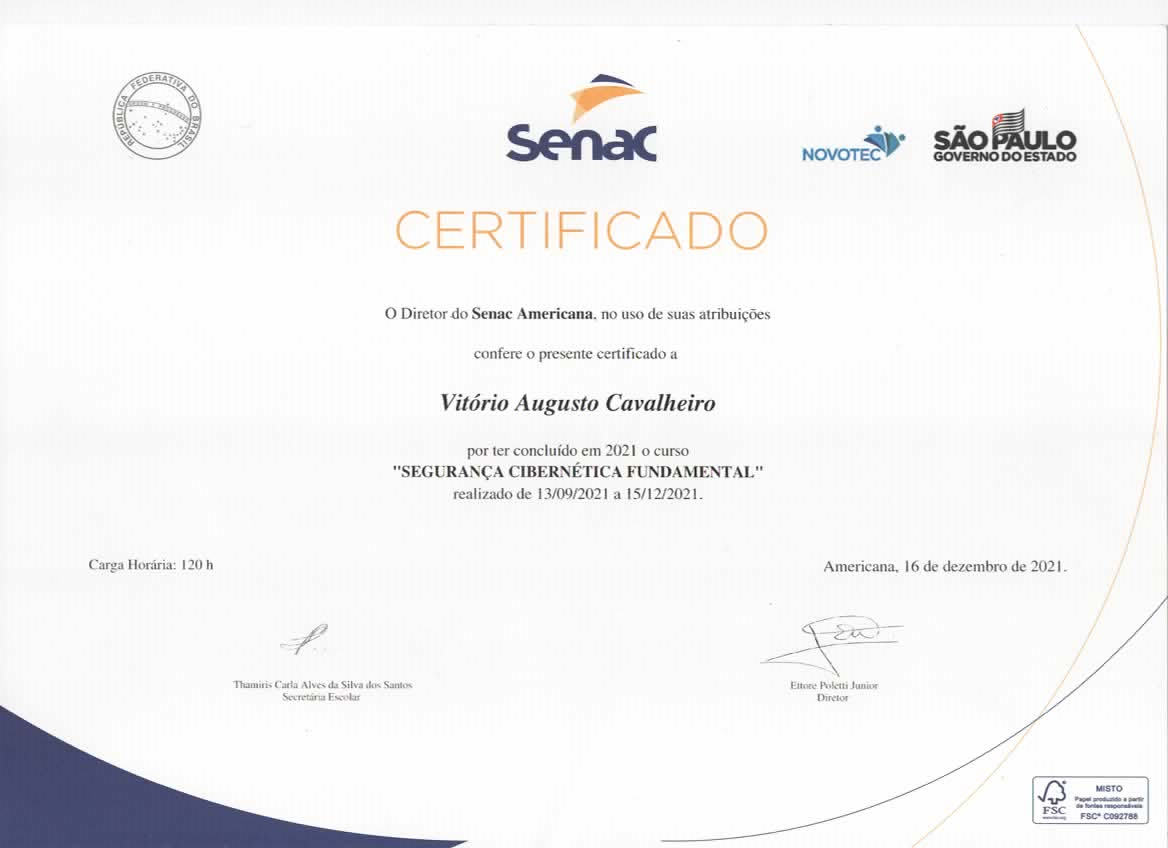 REPÚBLICA FEDERATIVA DO BRASIL
Senac
NOVOTEC
SÃO PAULO
GOVERNO DO ESTADO
CERTIFICADO
O Diretor do Senac Americana, no uso de suas atribuições
confere o presente certificado a
Vitório Augusto Cavalheiro
por ter concluído em 2021 o curso
"SEGURANÇA CIBERNÉTICA FUNDAMENTAL"
realizado de 13/09/2021 a 15/12/2021.
Carga Horária: 120 h
Americana, 16 de dezembro de 2021.
Thamiris Carla Alves da Silva dos Santos
Secretária Escolar
Ettore Poletti Junior
Diretor
MISTO
Papel produzido a partir
de fontes responsáveis
FSC
www.fsc.org
FSC® C092788